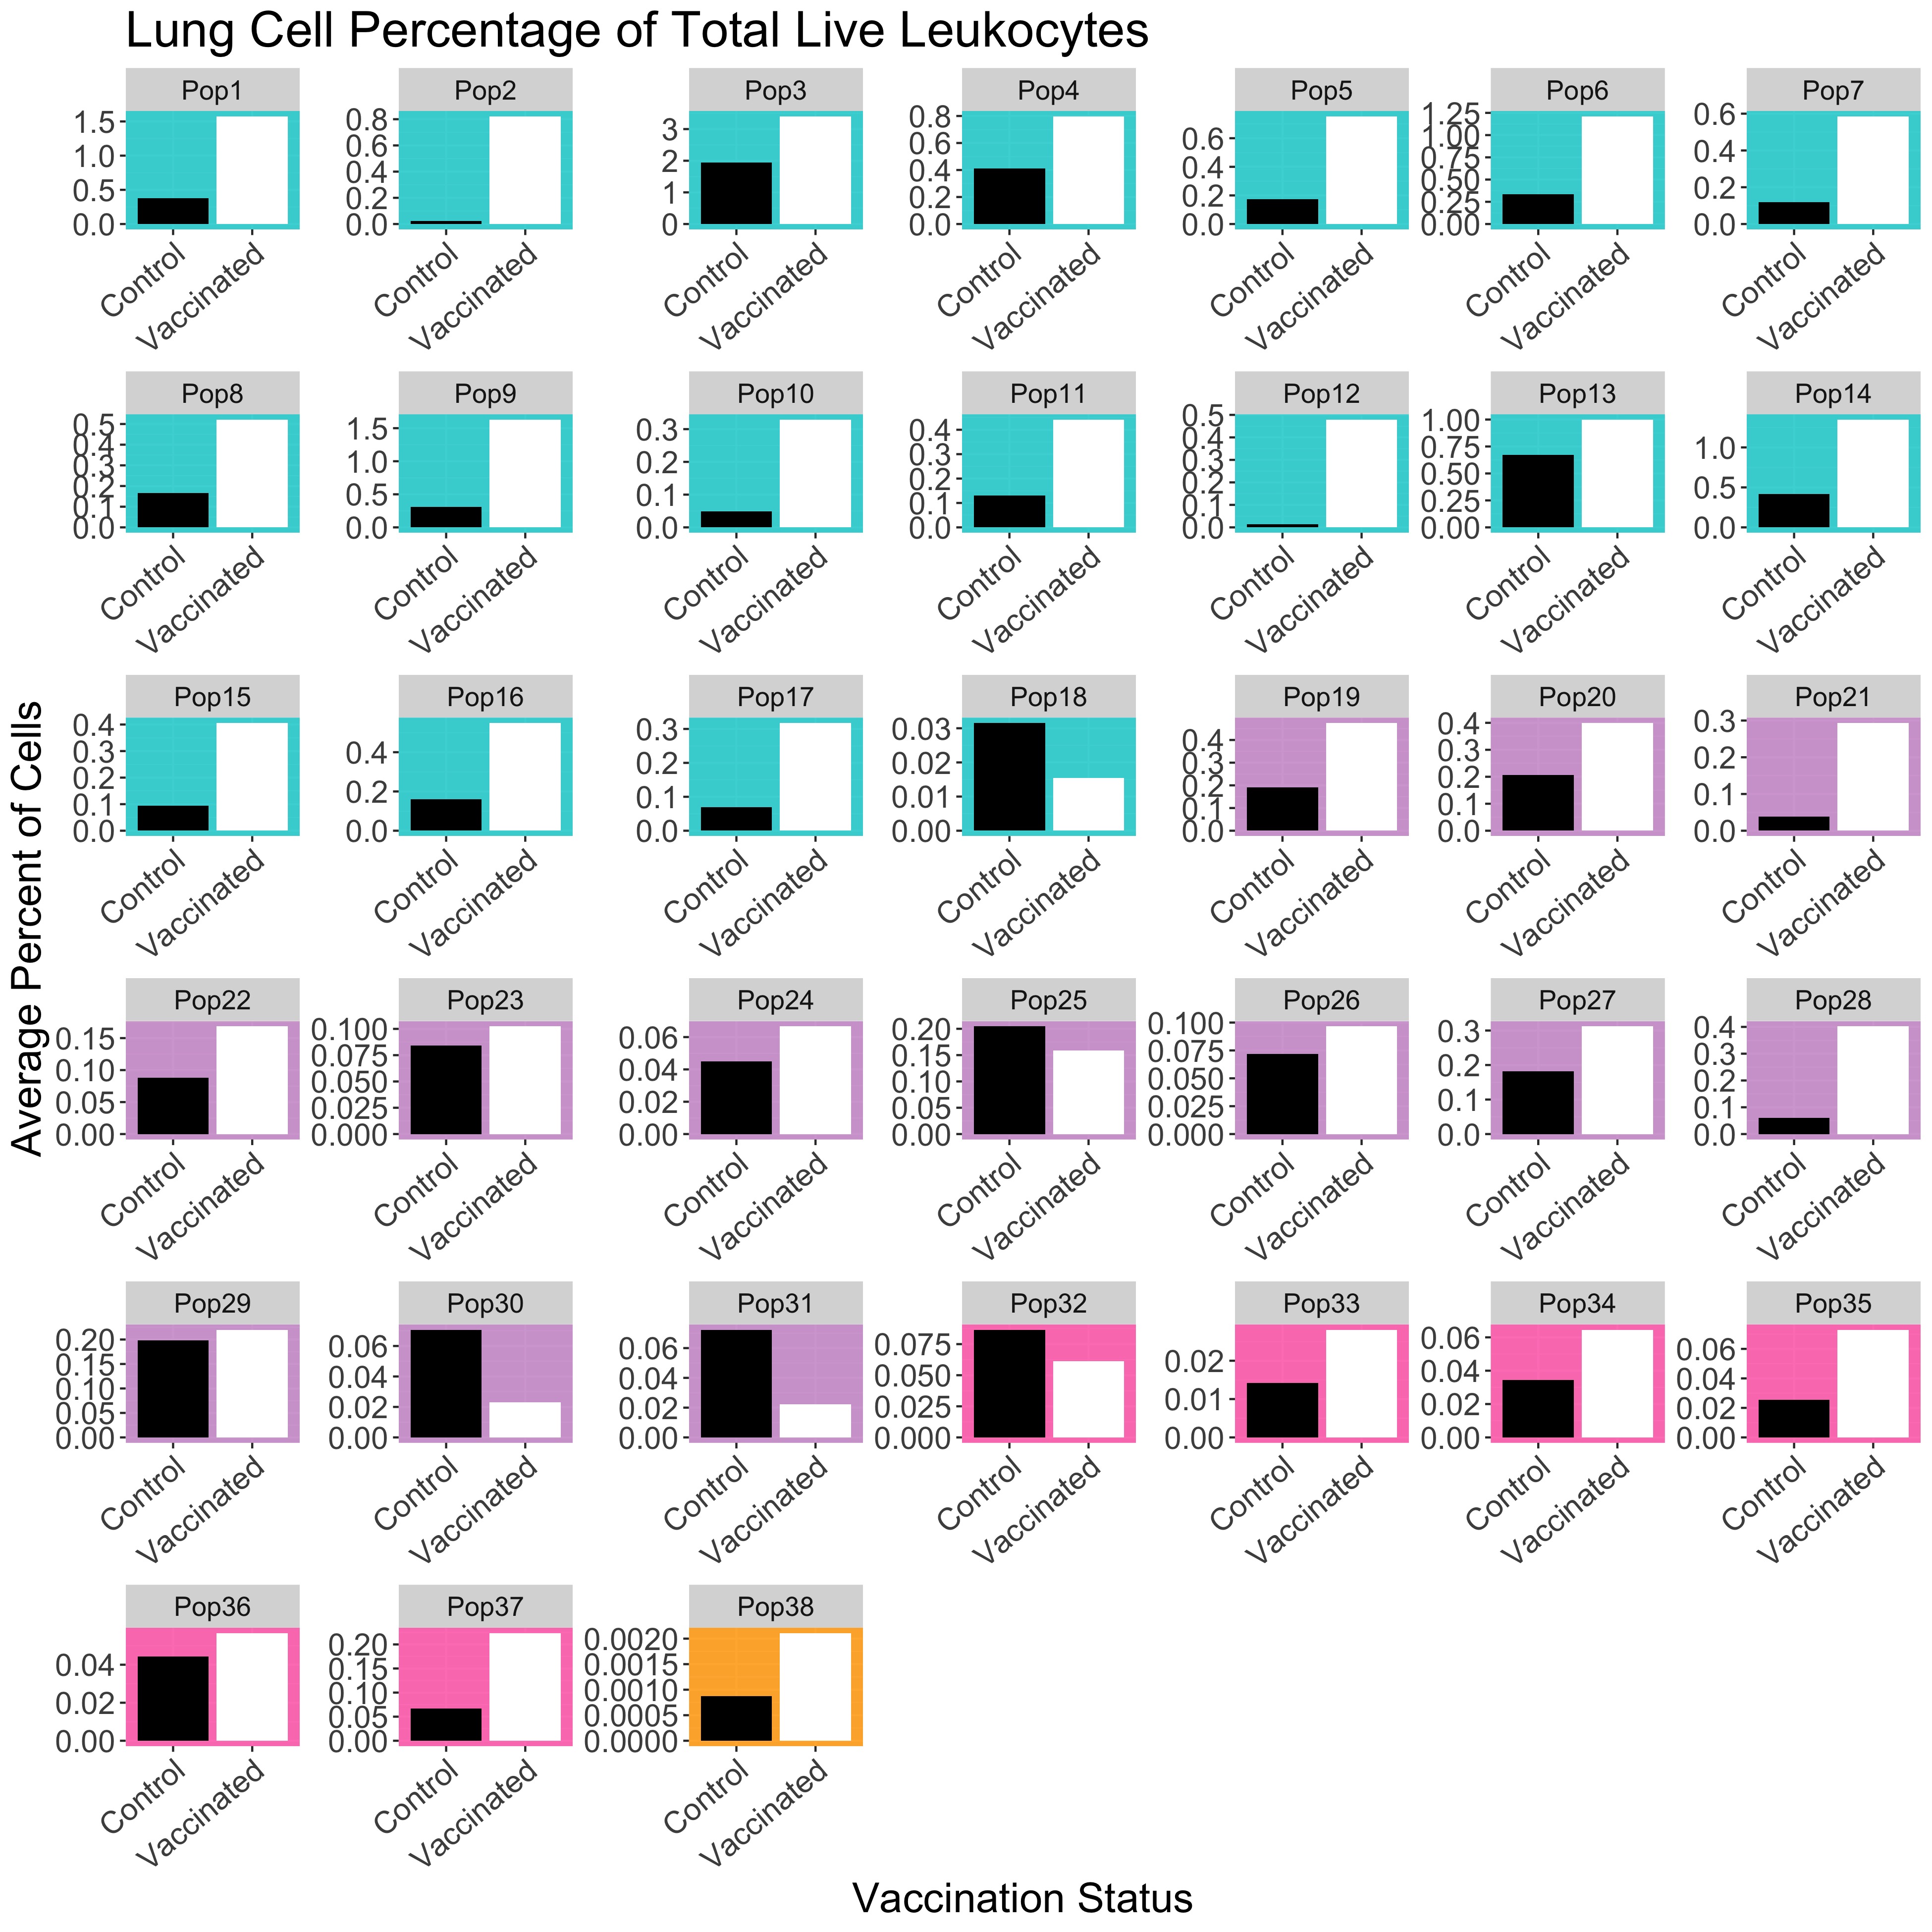 Lung Cell Percentage of Total Live Leukocytes
Average Percent of Cells
Pop1 Pop2 Pop3 Pop4 Pop5 Pop6 Pop7
1.5 1.0 0.5 0.0
0.8 0.6 0.4 0.2 0.0
3 2 1 0
0.8 0.6 0.4 0.2 0.0
0.6 0.4 0.2 0.0
1.25 1.00 0.75 0.50 0.25 0.00
0.6 0.4 0.2 0.0
Control Vaccinated Control Vaccinated Control Vaccinated Control Vaccinated Control Vaccinated Control Vaccinated Control Vaccinated
Pop8 Pop9 Pop10 Pop11 Pop12 Pop13 Pop14
0.5 0.4 0.3 0.2 0.1 0.0
1.5 1.0 0.5 0.0
0.3 0.2 0.1 0.0
0.4 0.3 0.2 0.1 0.0
0.5 0.4 0.3 0.2 0.1 0.0
1.00 0.75 0.50 0.25 0.00
1.0 0.5 0.0
Control Vaccinated Control Vaccinated Control Vaccinated Control Vaccinated Control Vaccinated Control Vaccinated Control Vaccinated
Pop15 Pop16 Pop17 Pop18 Pop19 Pop20 Pop21
0.4 0.3 0.2 0.1 0.0
0.4 0.2 0.0
0.3 0.2 0.1 0.0
0.03 0.02 0.01 0.00
0.4 0.3 0.2 0.1 0.0
0.4 0.3 0.2 0.1 0.0
0.3 0.2 0.1 0.0
Control Vaccinated Control Vaccinated Control Vaccinated Control Vaccinated Control Vaccinated Control Vaccinated Control Vaccinated
Pop22 Pop23 Pop24 Pop25 Pop26 Pop27 Pop28
0.15 0.10 0.05 0.00
0.100 0.075 0.050 0.025 0.000
0.06 0.04 0.02 0.00
0.20 0.15 0.10 0.05 0.00
0.100 0.075 0.050 0.025 0.000
0.3 0.2 0.1 0.0
0.4 0.3 0.2 0.1 0.0
Control Vaccinated Control Vaccinated Control Vaccinated Control Vaccinated Control Vaccinated Control Vaccinated Control Vaccinated
Pop29 Pop30 Pop31 Pop32 Pop33 Pop34 Pop35
0.20 0.15 0.10 0.05 0.00
0.06 0.04 0.02 0.00
0.06 0.04 0.02 0.00
0.075 0.050 0.025 0.000
0.02 0.01 0.00
0.06 0.04 0.02 0.00
0.06 0.04 0.02 0.00
Control Vaccinated Control Vaccinated Control Vaccinated Control Vaccinated Control Vaccinated Control Vaccinated Control Vaccinated
Pop36 Pop37 Pop38
0.04 0.02 0.00
0.20 0.15 0.10 0.05 0.00
0.0020 0.0015 0.0010 0.0005 0.0000
Control Vaccinated Control Vaccinated Control Vaccinated
Vaccination Status